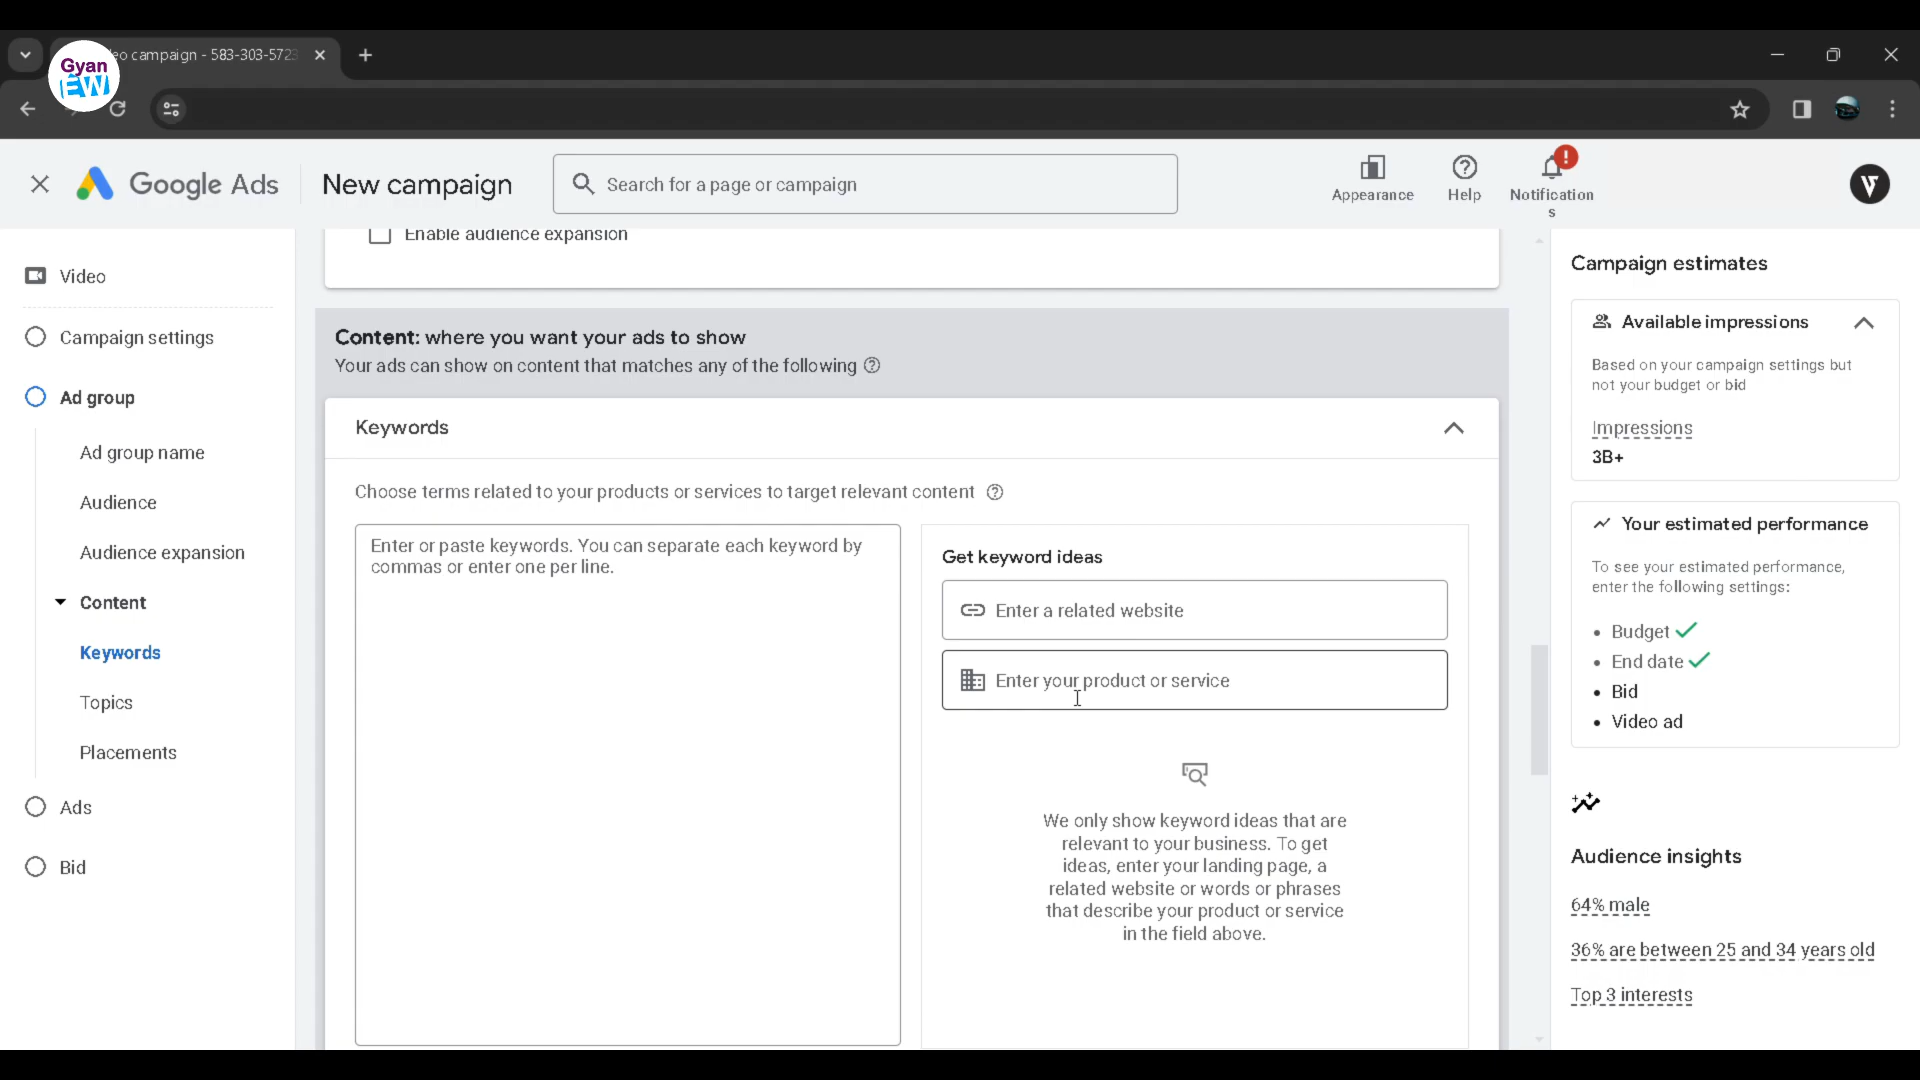 eo campaign - 583-303-5723
Gyan
EW
Google Ads
New campaign
Search for a page or campaign
Appearance
Help
Notification
s
Enable audience expansion
Video
Campaign settings
Ad group
Ad group name
Audience
Audience expansion
Content
Keywords
Topics
Placements
Ads
Bid
Content: where you want your ads to show
Your ads can show on content that matches any of the following
Keywords
Choose terms related to your products or services to target relevant content
Enter or paste keywords. You can separate each keyword by
commas or enter one per line.
Get keyword ideas
Enter a related website
Enter your product or service
We only show keyword ideas that are
relevant to your business. To get
ideas, enter your landing page, a
related website or words or phrases
that describe your product or service
in the field above.
Campaign estimates
Available impressions
Based on your campaign settings but
not your budget or bid
Impressions
3B+
Your estimated performance
To see your estimated performance,
enter the following settings:
Budget
End date
Bid
Video ad
Audience insights
64% male
36% are between 25 and 34 years old
Top 3 interests